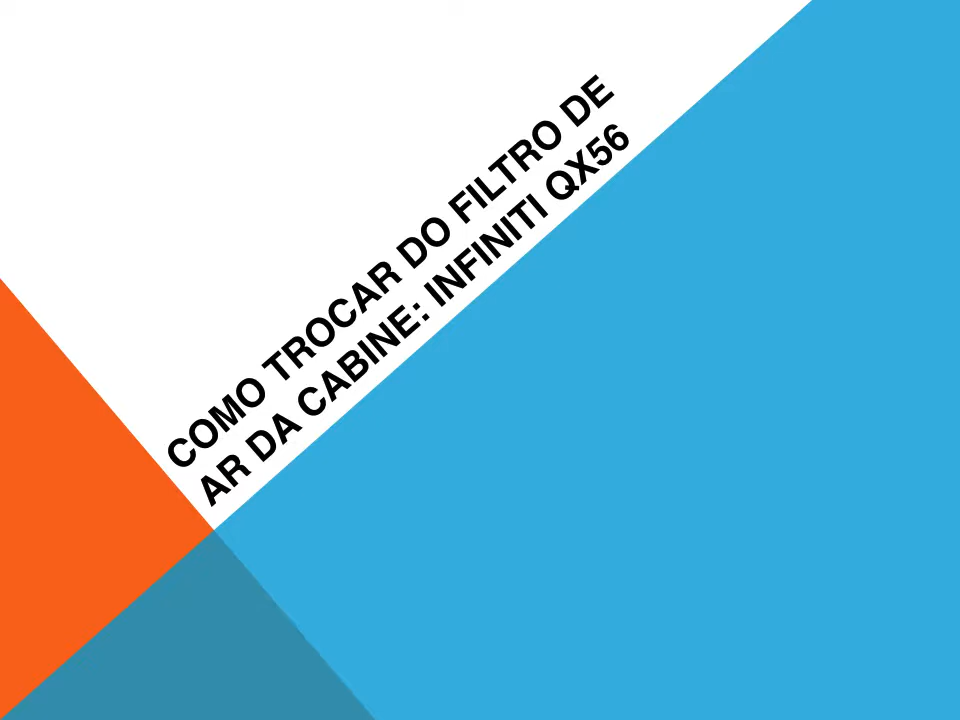 COMO TROCAR DO FILTRO DE
AR DA CABINE: INFINITI QX56